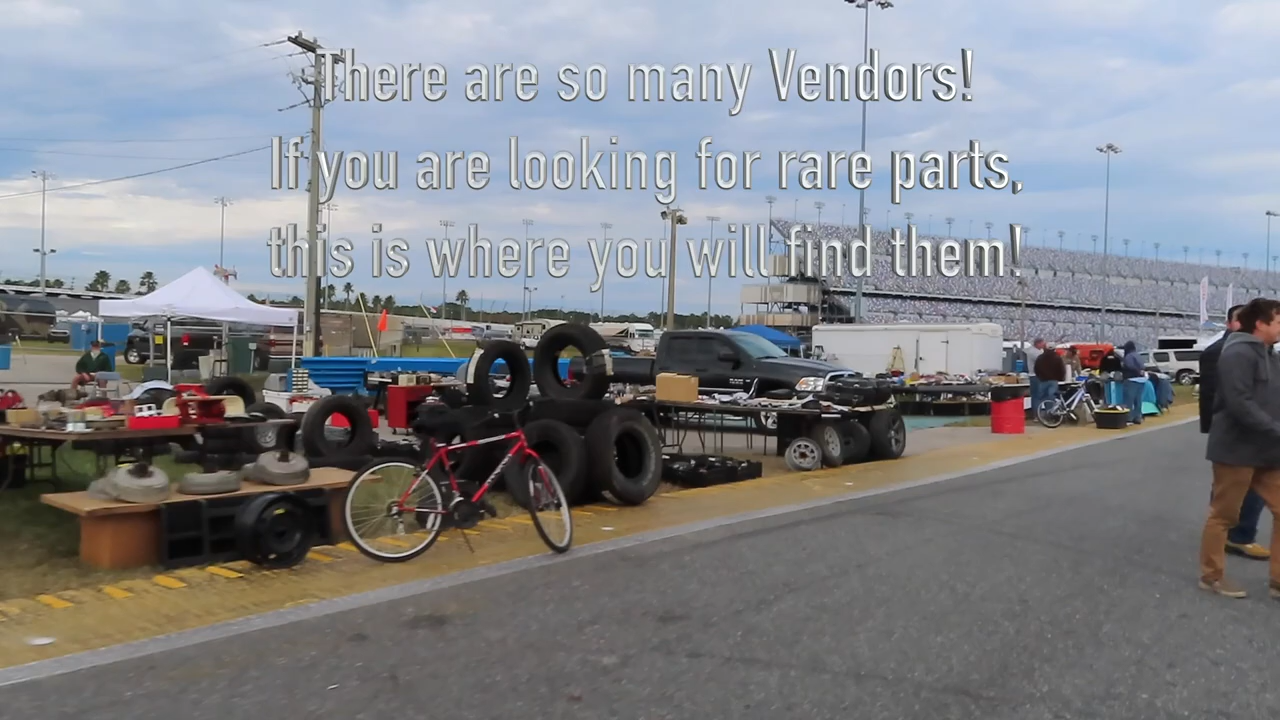 There are so many Vendors!
If you are looking for rare parts,
this is where you will find them!